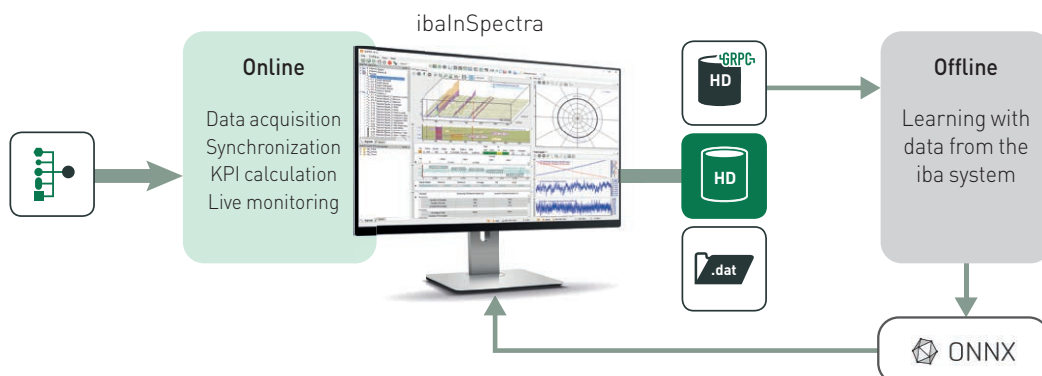 ibaInSpectra
Online
Data acquisition
Synchronization
KPI calculation
Live monitoring
GRPC
HD
HD
.dat
Offline
Learning with
data from the
iba system
ONNX